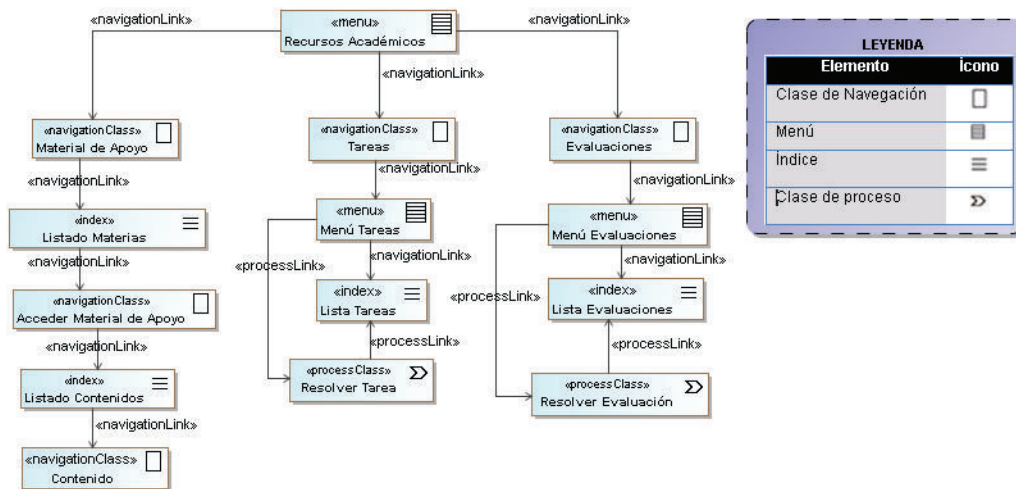 «navigationLink»
«menu»
Recursos Académicos
«navigationLink»
«navigationLink»
«navigationClass»
Material de Apoyo
«navigationClass»
Tareas
«navigationClass»
Evaluaciones
«navigationLink»
«navigationLink»
«navigationLink»
«index»
Listado Materias
«menu»
Menú Tareas
«menu»
Menú Evaluaciones
«navigationLink»
«processLink»
«navigationLink»
«navigationLink»
«navigationClass»
Acceder Material de Apoyo
«index»
Lista Tareas
«processLink»
«index»
Lista Evaluaciones
«navigationLink»
«processLink»
«processLink»
«index»
Listado Contenidos
«processClass»
Resolver Tarea
«processClass»
Resolver Evaluación
«navigationLink»
«navigationClass»
Contenido
LEYENDA
Elemento Ícono
Clase de Navegación
Menú
Índice
Clase de proceso